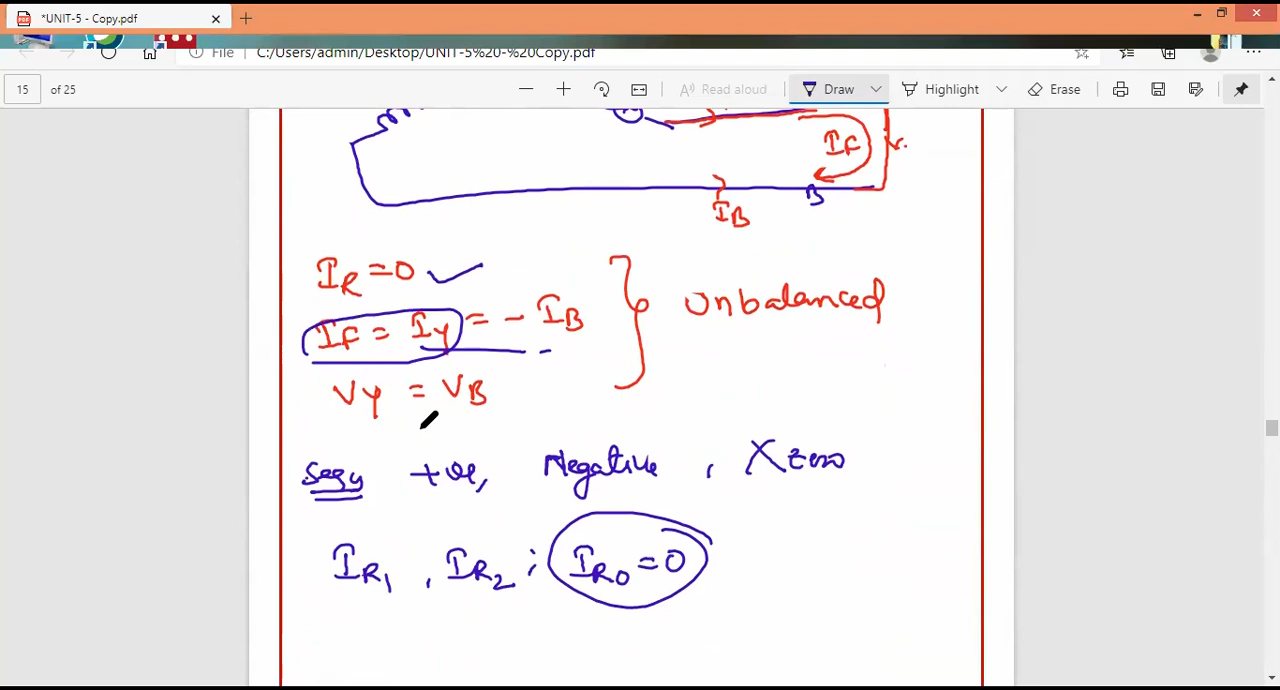 *UNIT-5 - Copy.pdf
File C:/Users/admin/Desktop/UNIT-5%20-%20Copy.pdf
15 of 25 Read aloud Draw Highlight Erase
IF
IB B
IR = 0
IF = IY = - IB
Unbalanced
VY = VB
Sequ +ve, Negative, X zero
IR1, IR2; IR0 = 0